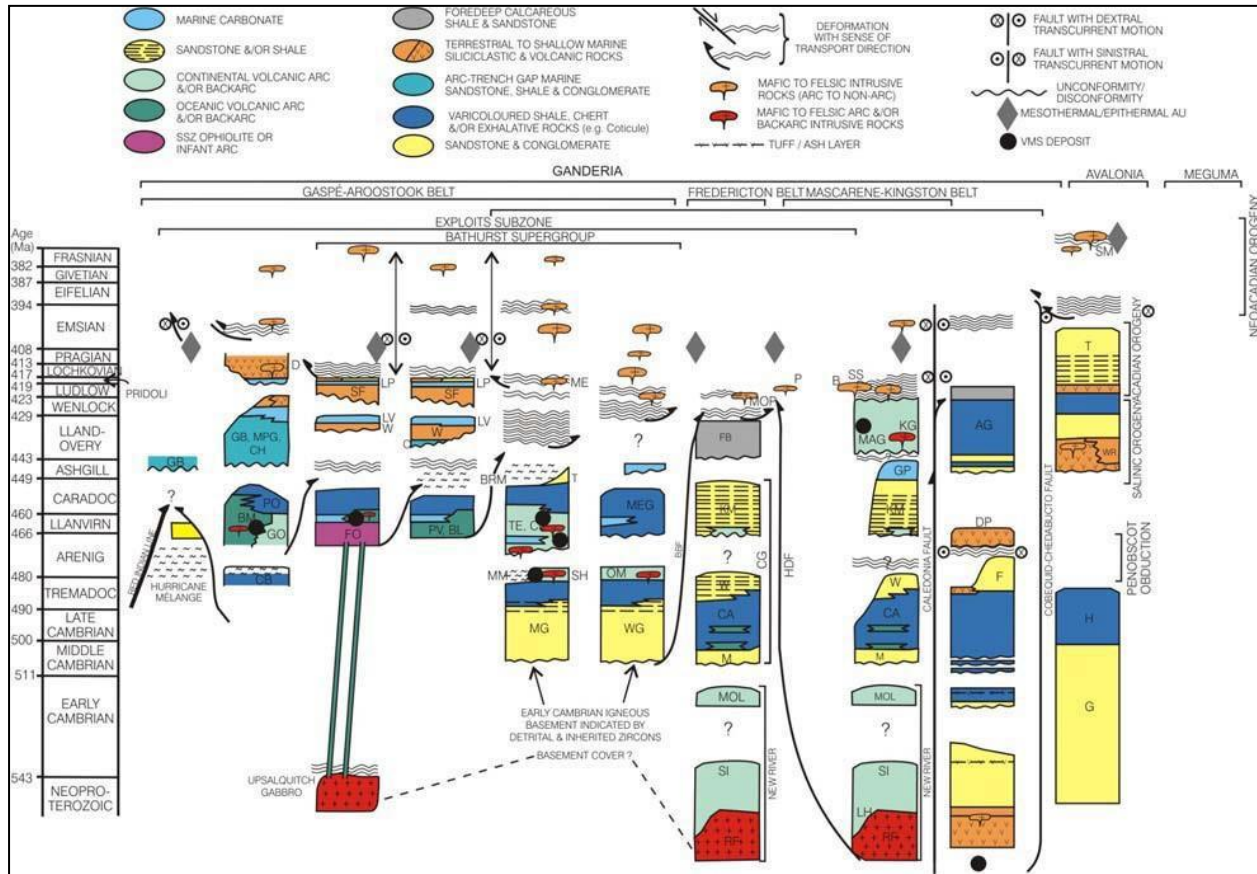 MARINE CARBONATE
SANDSTONE &/OR SHALE
CONTINENTAL VOLCANIC ARC
&/OR BACKARC
OCEANIC VOLCANIC ARC
&/OR BACKARC
SSZ OPHIOLITE OR
INFANT ARC
FOREDEEP CALCAREOUS
SHALE & SANDSTONE
TERRESTRIAL TO SHALLOW MARINE
SILICICLASTIC & VOLCANIC ROCKS
ARC-TRENCH GAP MARINE
SANDSTONE, SHALE & CONGLOMERATE
VARICOLOURED SHALE, CHERT
&/OR EXHALATIVE ROCKS (e.g. Coticule)
SANDSTONE & CONGLOMERATE
DEFORMATION
WITH SENSE OF
TRANSPORT DIRECTION
MAFIC TO FELSIC INTRUSIVE
ROCKS (ARC TO NON-ARC)
MAFIC TO FELSIC ARC &/OR
BACKARC INTRUSIVE ROCKS
TUFF / ASH LAYER
FAULT WITH DEXTRAL
TRANSCURRENT MOTION
FAULT WITH SINISTRAL
TRANSCURRENT MOTION
UNCONFORMITY/
DISCONFORMITY
MESOTHERMAL/EPITHERMAL AU
VMS DEPOSIT
GANDERIA
AVALONIA
MEGUMA
GASPÉ-AROOSTOOK BELT
FREDERICTON BELT
MASCARENE-KINGSTON BELT
EXPLOITS SUBZONE
BATHURST SUPERGROUP
Age
(Ma)
FRASNIAN
382
GIVETIAN
387
EIFELIAN
394
EMSIAN
408
PRAGIAN
413
LOCHKOVIAN
417
PRIDOLI
419
LUDLOW
423
WENLOCK
429
LLAND-
OVERY
443
ASHGILL
449
CARADOC
460
LLANVIRN
466
ARENIG
480
TREMADOC
490
LATE
CAMBRIAN
500
MIDDLE
CAMBRIAN
511
EARLY
CAMBRIAN
543
NEOPRO-
TEROZOIC
GB
?
RED INDIAN LINE
HURRICANE
MÉLANGE
D
GB, MPG,
CH
PO
BM
GO
CB
SF
LP
LV
W
FO
UPSALQUITCH
GABBRO
SF
LP
LV
W
O
PV, BL
BRM
ME
T
TE, C
MM
SH
MG
?
MEG
OM
WG
EARLY CAMBRIAN IGNEOUS
BASEMENT INDICATED BY
DETRITAL & INHERITED ZIRCONS
BASEMENT COVER ?
BBF
MOP
FB
KM
?
W
CA
M
CG
MOL
?
SI
RF
NEW RIVER
HDF
P
B
SS
KG
MAG
GP
KM
?
W
CA
M
MOL
?
SI
LH
RF
NEW RIVER
CALEDONIA FAULT
AG
DP
F
COBEQUID-CHEDABUCTO FAULT
SM
T
WR
H
G
NEOACADIAN OROGENY
ACADIAN OROGENY
SALINIC OROGENY
PENOBSCOT
OBDUCTION